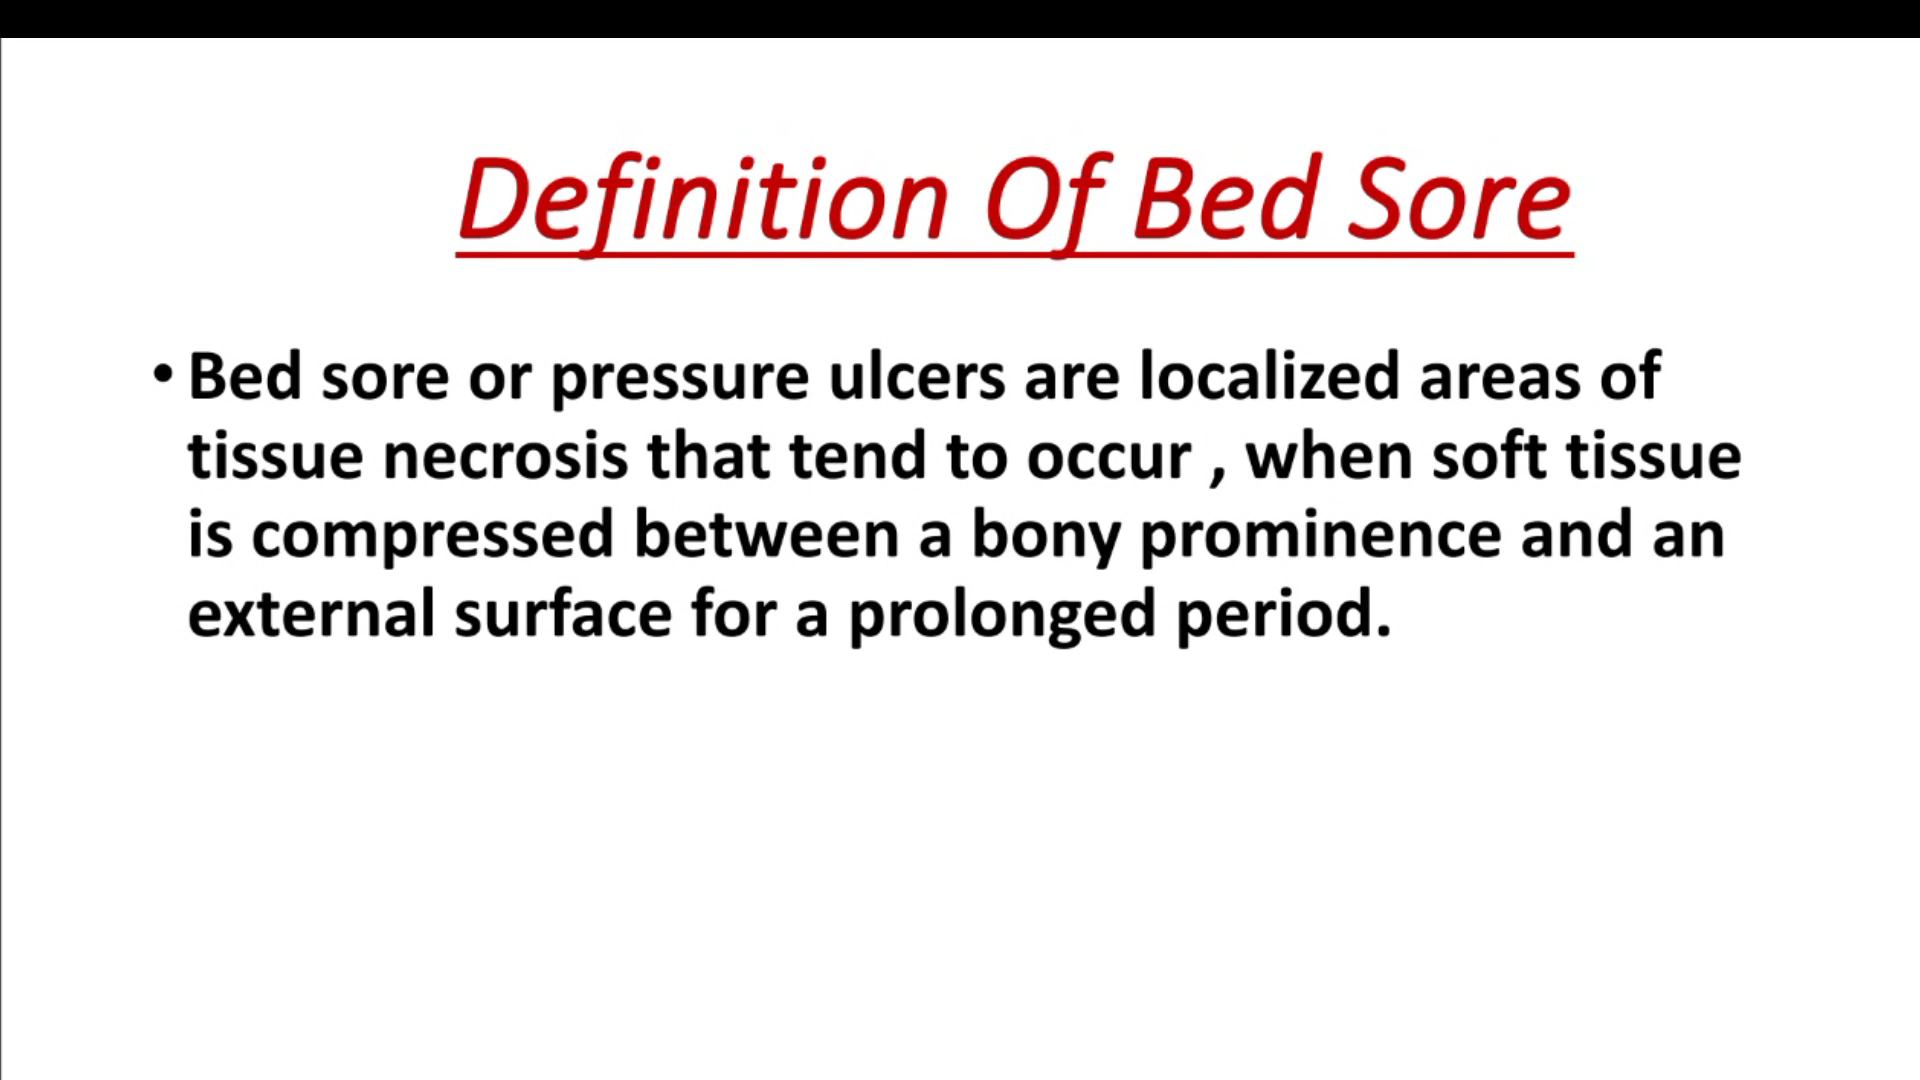 Definition Of Bed Sore
• Bed sore or pressure ulcers are localized areas of
tissue necrosis that tend to occur , when soft tissue
is compressed between a bony prominence and an
external surface for a prolonged period.